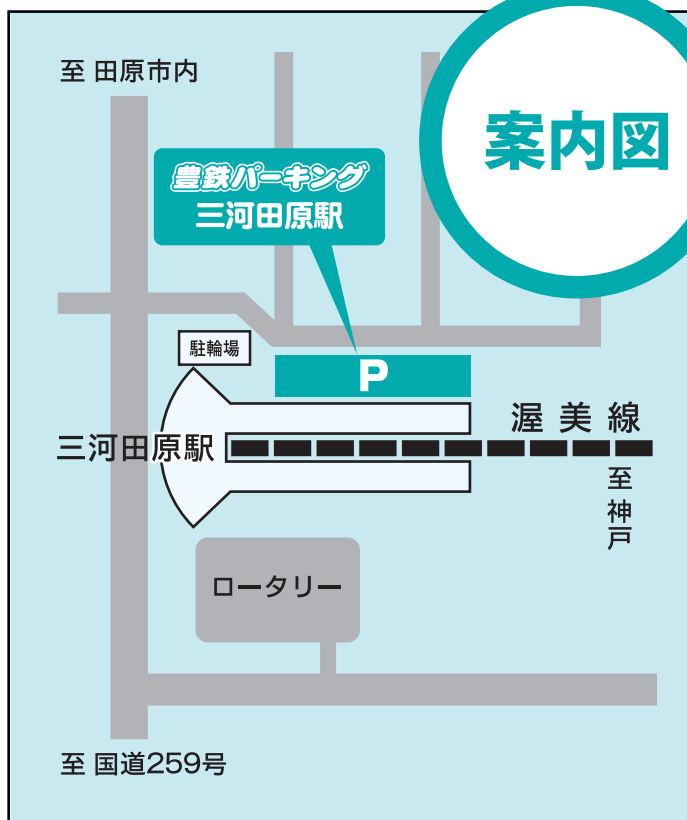 至 田原市内
案内図
豊鉄パーキング
三河田原駅
駐輪場
P
渥美線
三河田原駅
至神戸
ロータリー
至 国道259号